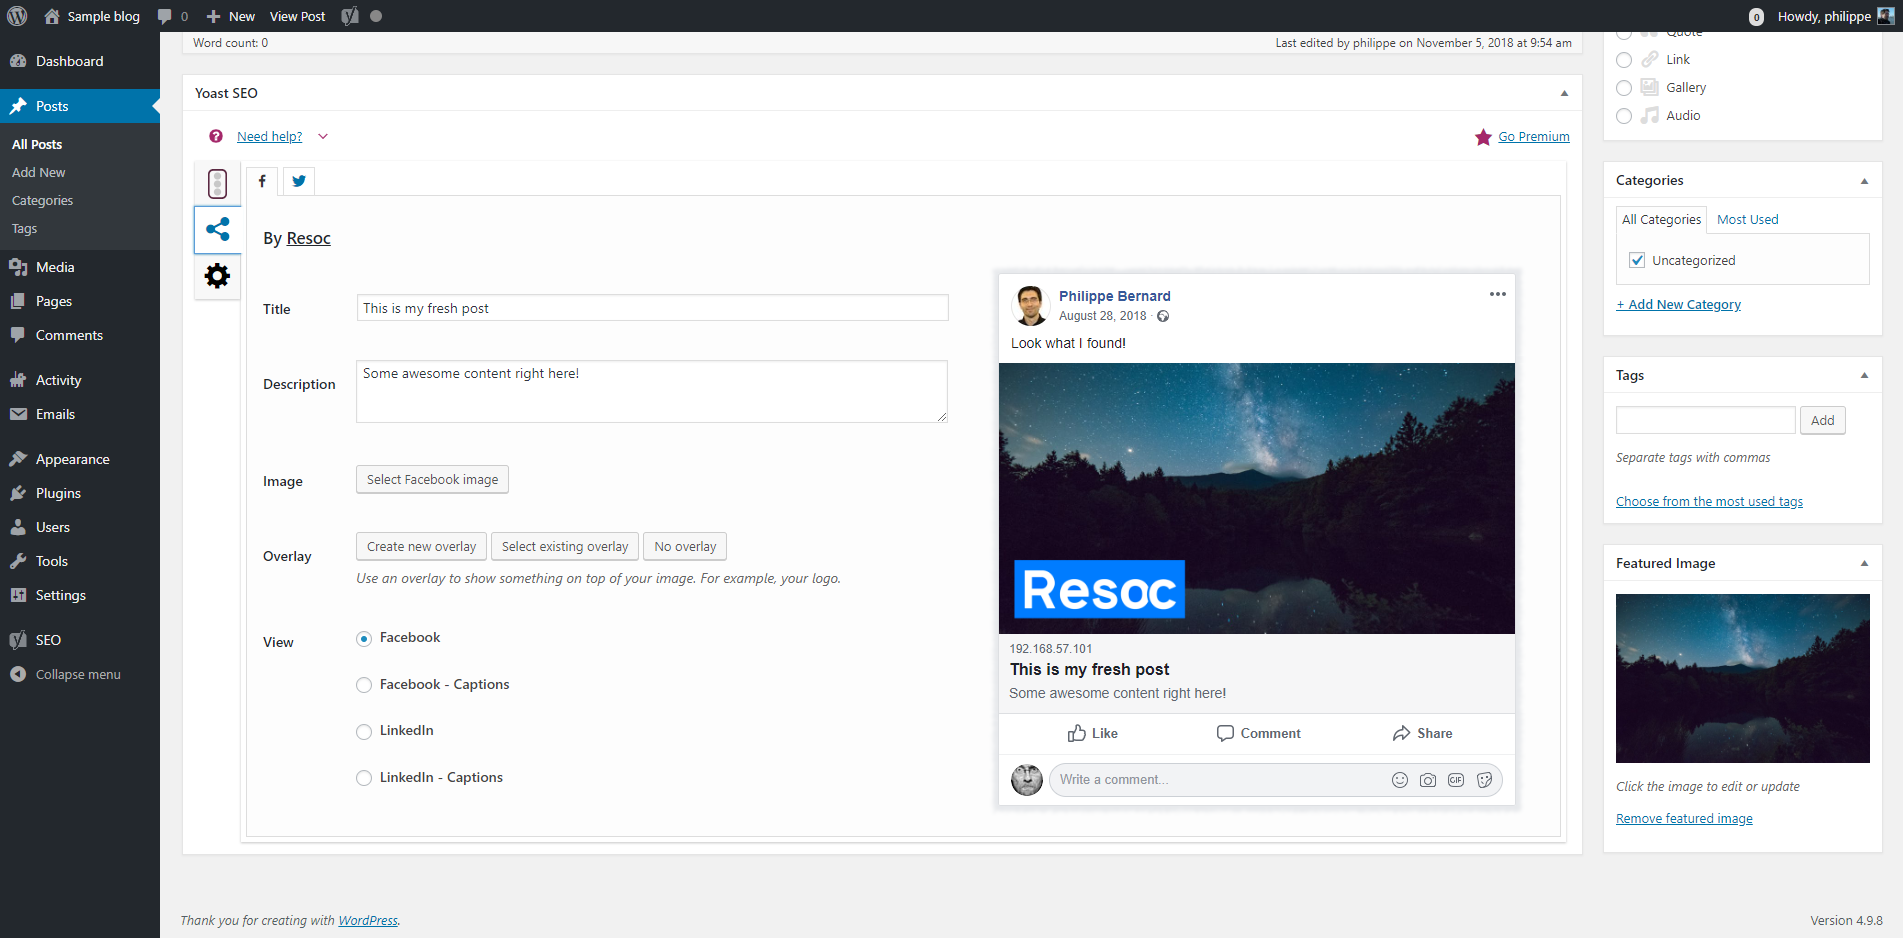 Sample blog 0 New View Post 0 Howdy, philippe
Dashboard
Posts
All Posts
Add New
Categories
Tags
Media
Pages
Comments
Activity
Emails
Appearance
Plugins
Users
Tools
Settings
SEO
Collapse menu
Word count: 0 Last edited by philippe on November 5, 2018 at 9:54 am
Yoast SEO
Need help? Go Premium
By Resoc
Title This is my fresh post
Description Some awesome content right here!
Image Select Facebook image
Overlay Create new overlay Select existing overlay No overlay
Use an overlay to show something on top of your image. For example, your logo.
View Facebook
Facebook - Captions
LinkedIn
LinkedIn - Captions
Philippe Bernard
August 28, 2018 ·
Look what I found!
Resoc
192.168.57.101
This is my fresh post
Some awesome content right here!
Like Comment Share
Write a comment... GIF
Quote
Link
Gallery
Audio
Categories
All Categories Most Used
Uncategorized
+ Add New Category
Tags
Add
Separate tags with commas
Choose from the most used tags
Featured Image
Click the image to edit or update
Remove featured image
Thank you for creating with WordPress. Version 4.9.8